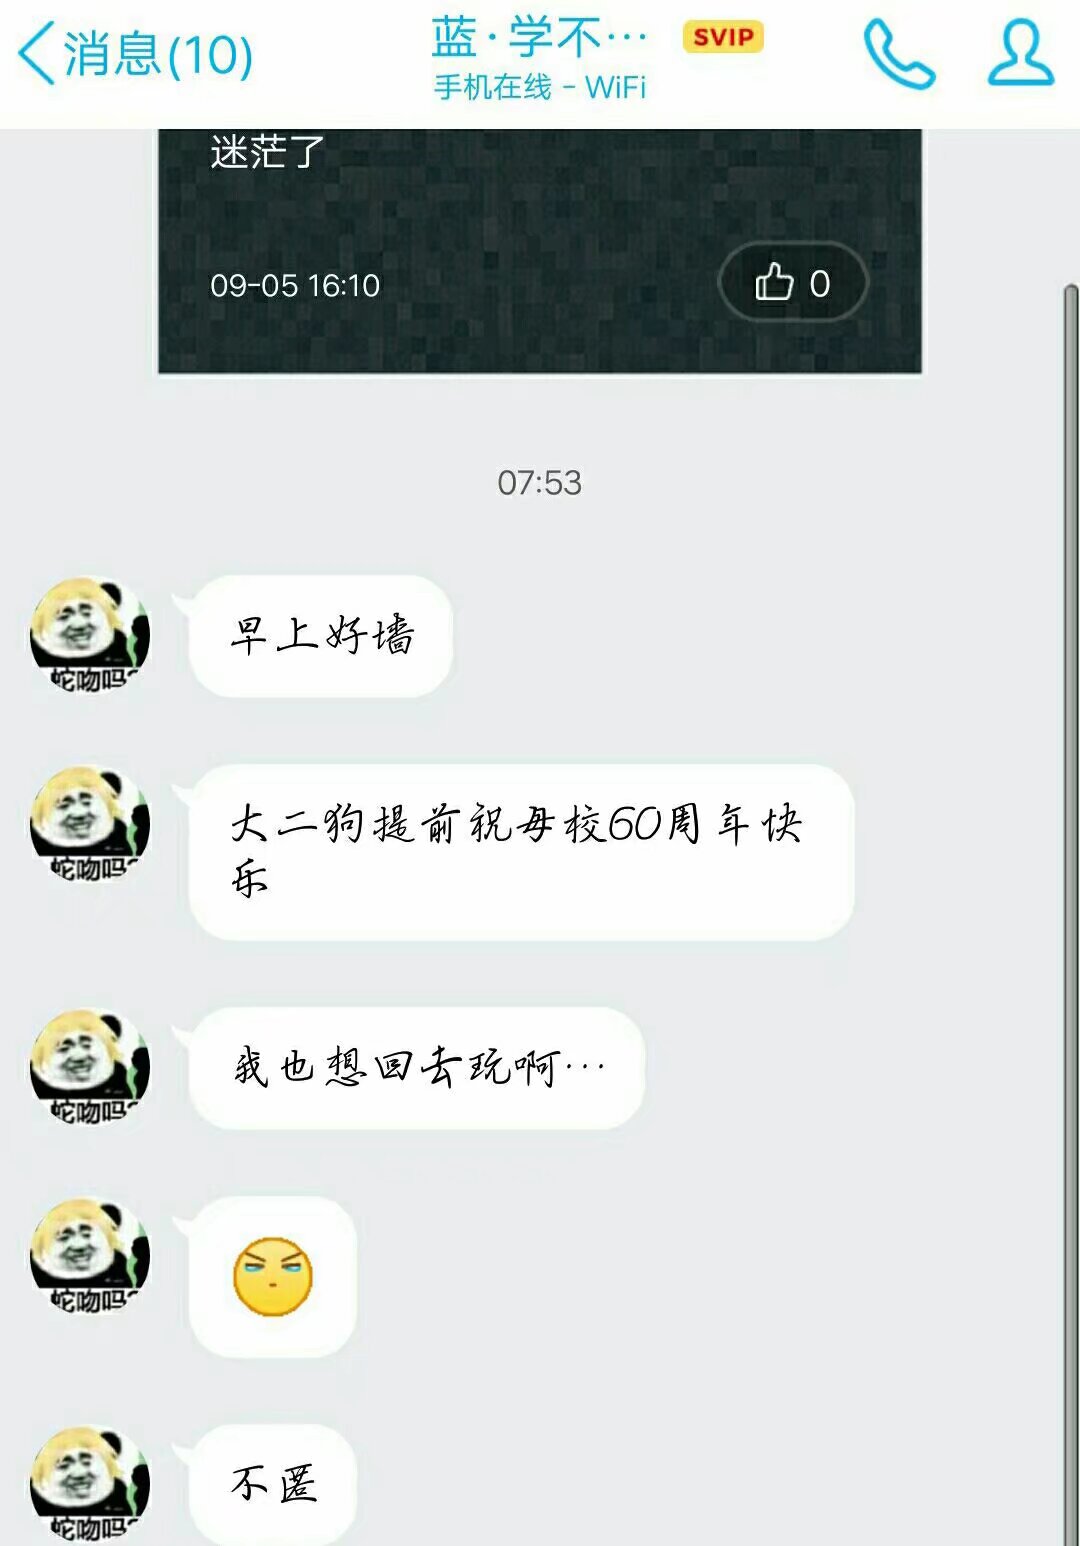 消息(10)
蓝·学不…
SVIP
手机在线 - WiFi
迷茫了
09-05 16:10
0
07:53
早上好墙
蛇吻吗?
大二狗提前祝母校60周年快
乐
蛇吻吗?
我也想回去玩啊…
蛇吻吗?
蛇吻吗?
不匿
蛇吻吗?